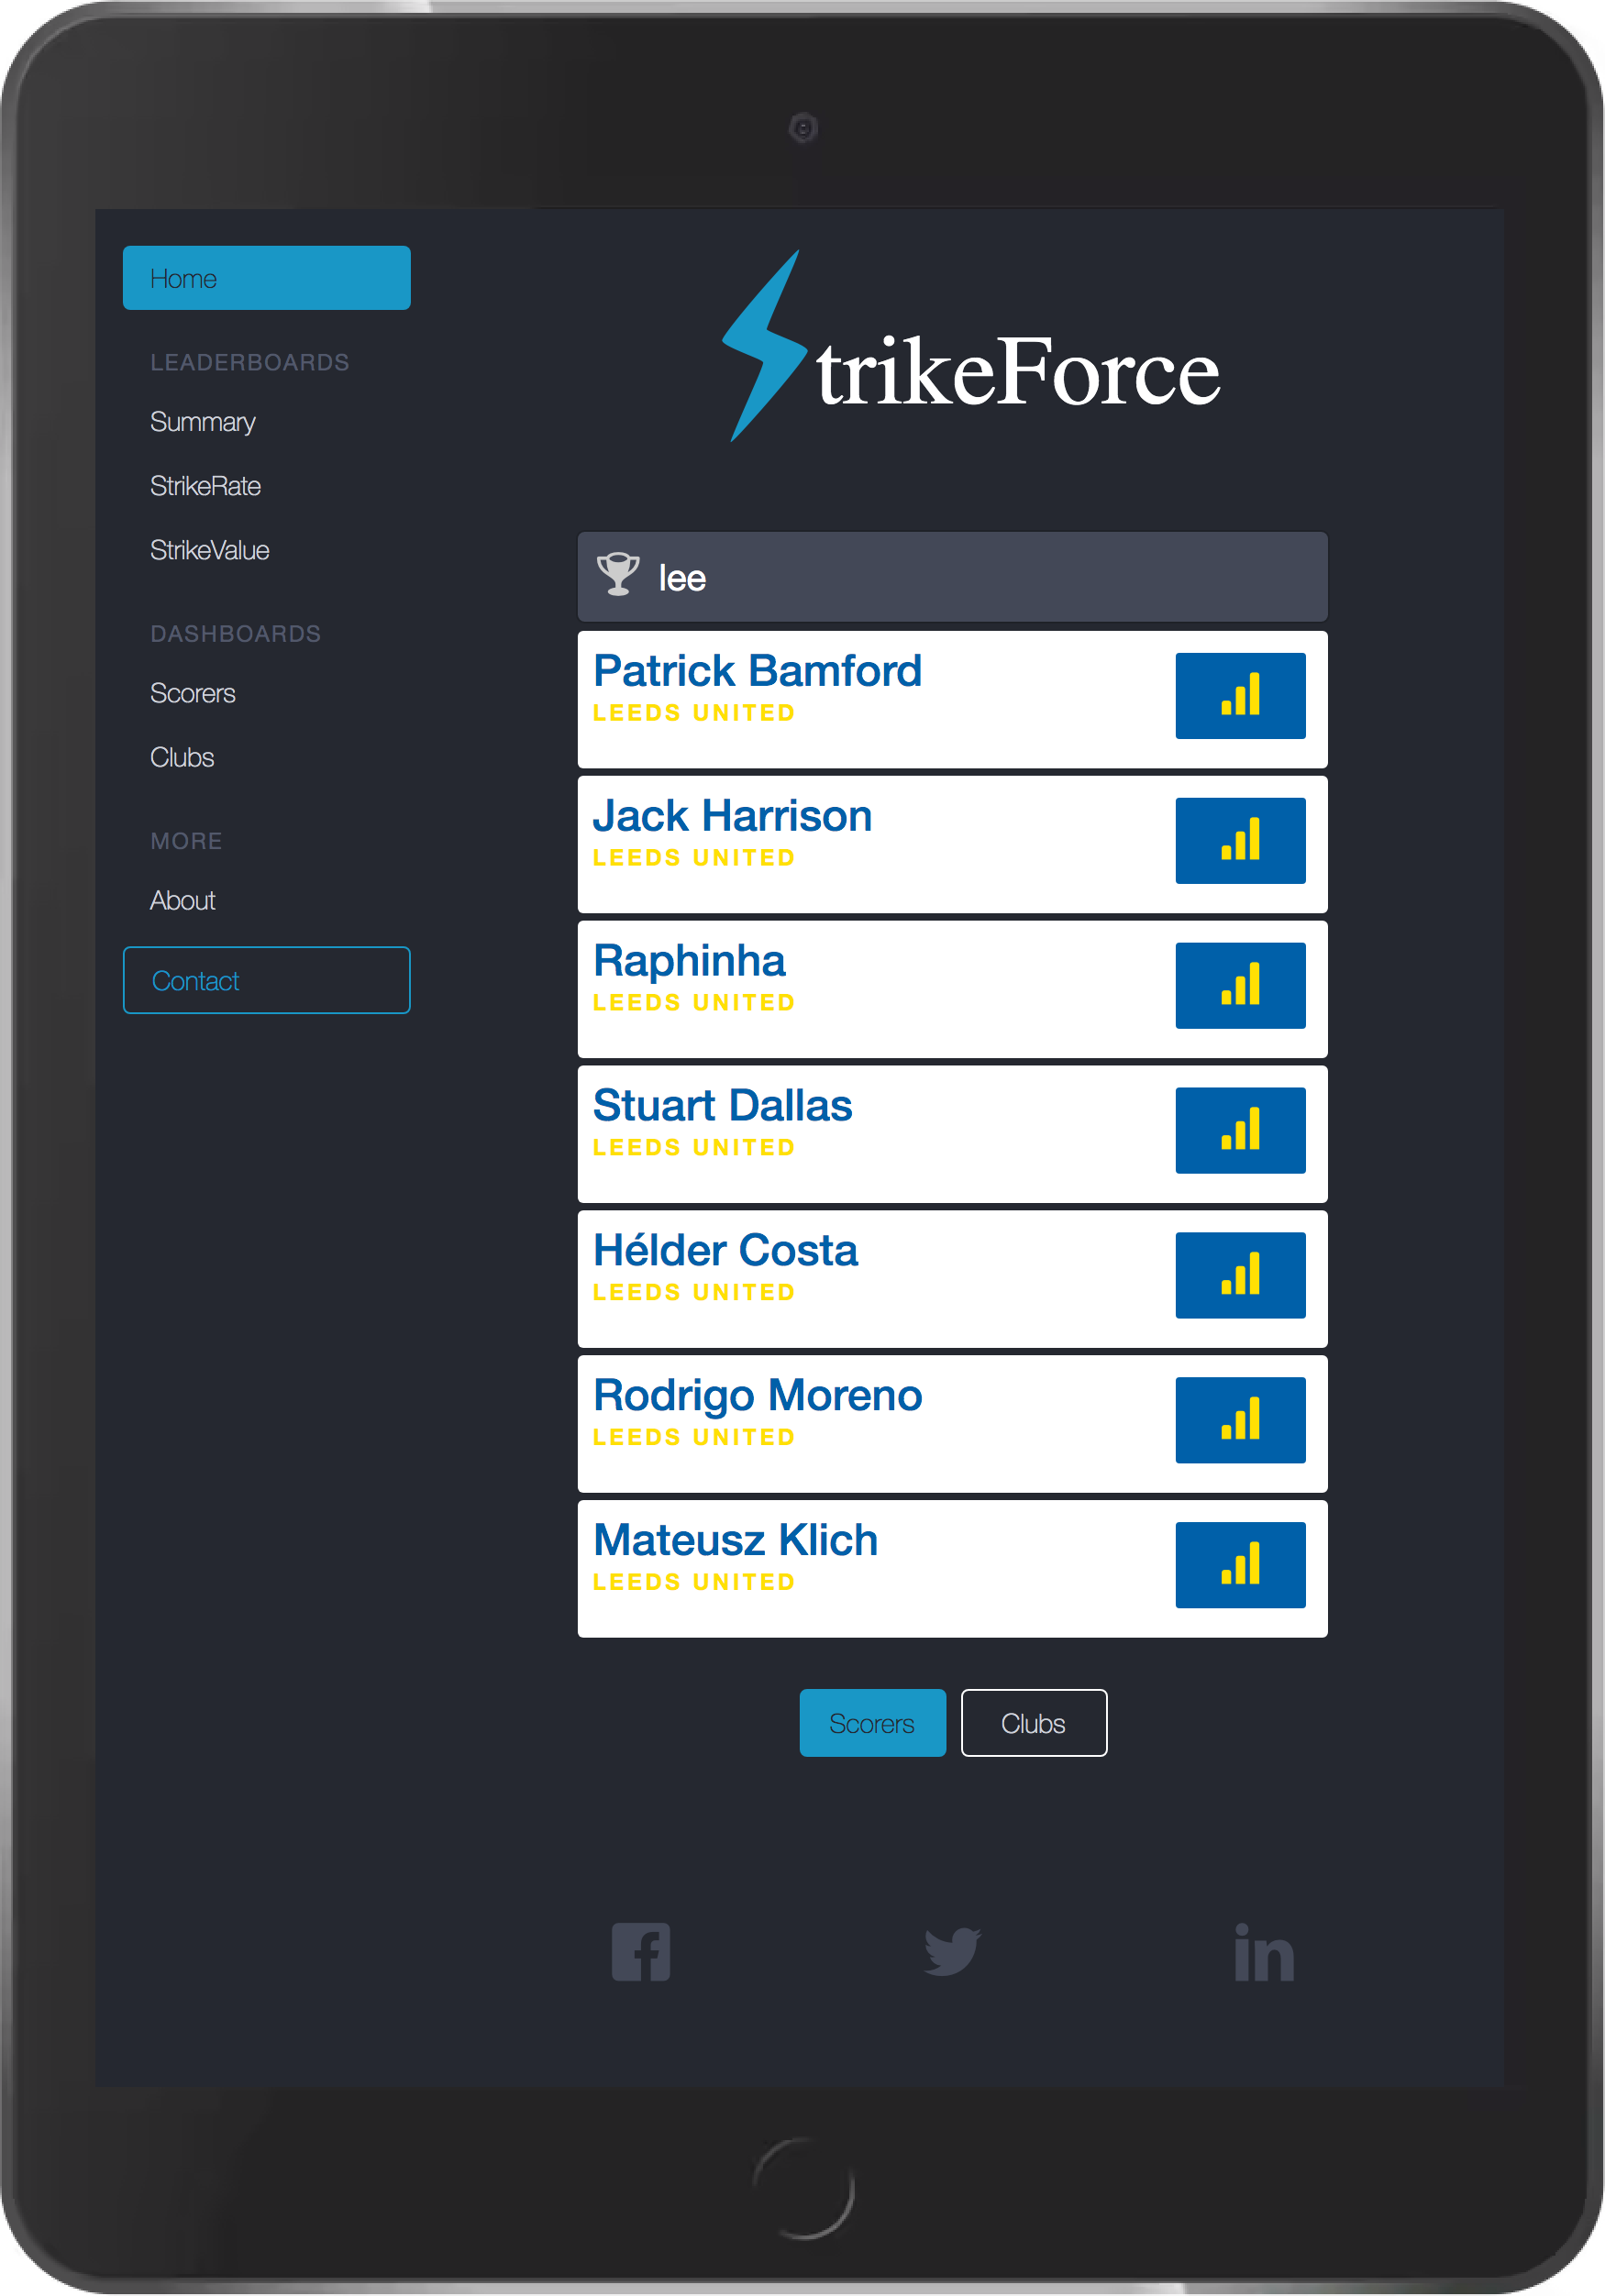 Home
LEADERBOARDS
Summary
StrikeRate
StrikeValue
DASHBOARDS
Scorers
Clubs
MORE
About
Contact
trikeForce
lee
Patrick Bamford
LEEDS UNITED
Jack Harrison
LEEDS UNITED
Raphinha
LEEDS UNITED
Stuart Dallas
LEEDS UNITED
Hélder Costa
LEEDS UNITED
Rodrigo Moreno
LEEDS UNITED
Mateusz Klich
LEEDS UNITED
Scorers
Clubs